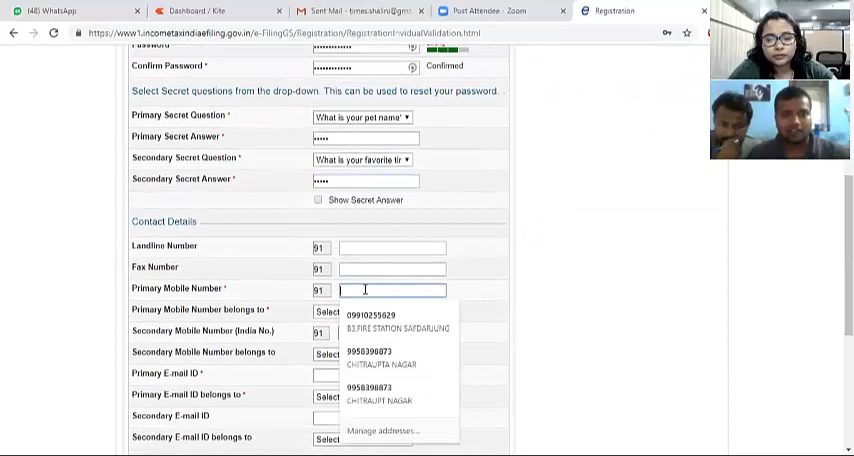 (48) WhatsApp
Dashboard / Kite
Sent Mail - times.shalini@gma
Post Attendee - Zoom
Registration
https://www1.incometaxindiaefiling.gov.in/e-FilingGS/Registration/RegistrationIndividualValidation.html
Password
Confirm Password *
Confirmed
Select Secret questions from the drop-down. This can be used to reset your password.
Primary Secret Question *
What is your pet name'
Primary Secret Answer *
Secondary Secret Question *
What is your favorite tir
Secondary Secret Answer *
Show Secret Answer
Contact Details
Landline Number
91
Fax Number
91
Primary Mobile Number *
91
Primary Mobile Number belongs to *
Select
Secondary Mobile Number (India No.)
91
Secondary Mobile Number belongs to
Select
Primary E-mail ID *
Primary E-mail ID belongs to *
Select
Secondary E-mail ID
Secondary E-mail ID belongs to
Select
09910255629
B3,FIRE STATION SAFDARJUNG
9958398873
CHITRAUPTA NAGAR
9958398873
CHITRAUPT NAGAR
Manage addresses...